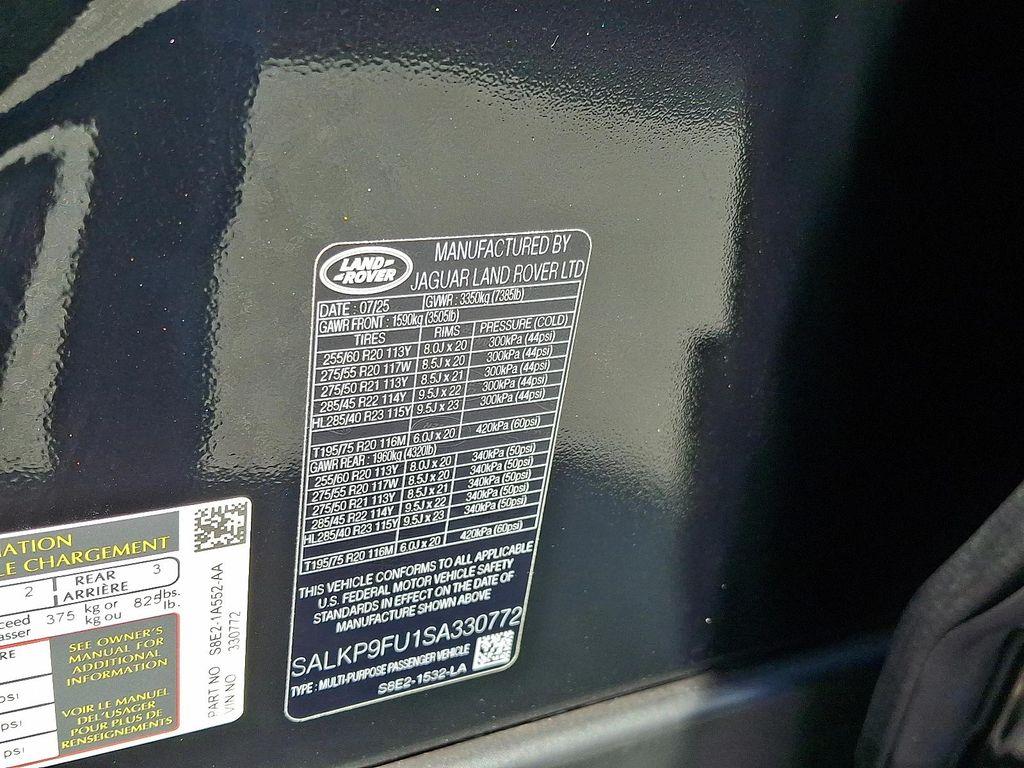 LAND-
-ROVER
MANUFACTURED BY
JAGUAR LAND ROVER LTD
DATE : 07/25 GVWR : 3350kg (7385lb)
GAWR FRONT : 1590kg (3505lb)
TIRES RIMS PRESSURE (COLD)
255/60 R20 113Y 8.0J x 20 300kPa (44psi)
275/55 R20 117W 8.5J x 20 300kPa (44psi)
275/50 R21 113Y 8.5J x 21 300kPa (44psi)
285/45 R22 114Y 9.5J x 22 300kPa (44psi)
HL285/40 R23 115Y 9.5J x 23 300kPa (44psi)
T195/75 R20 116M 6.0J x 20 420kPa (60psi)
GAWR REAR : 1960kg (4320lb)
255/60 R20 113Y 8.0J x 20 340kPa (50psi)
275/55 R20 117W 8.5J x 20 340kPa (50psi)
275/50 R21 113Y 8.5J x 21 340kPa (50psi)
285/45 R22 114Y 9.5J x 22 340kPa (50psi)
HL285/40 R23 115Y 9.5J x 23 340kPa (50psi)
T195/75 R20 116M 6.0J x 20 420kPa (60psi)
THIS VEHICLE CONFORMS TO ALL APPLICABLE
U.S. FEDERAL MOTOR VEHICLE SAFETY
STANDARDS IN EFFECT ON THE DATE OF
MANUFACTURE SHOWN ABOVE
SALKP9FU1SA330772
TYPE : MULTI-PURPOSE PASSENGER VEHICLE
S8E2-1532-LA
ATION
LE CHARGEMENT
2 REAR 3
ARRIÈRE
ceed 375 kg or 825 lbs.
asser kg ou lb.
RE
PSI
PSI
PSI
SEE OWNER'S
MANUAL FOR
ADDITIONAL
INFORMATION
VOIR LE MANUEL
DE L'USAGER
POUR PLUS DE
RENSEIGNEMENTS
PART NO S8E2-1A552-AA
VIN NO 330772